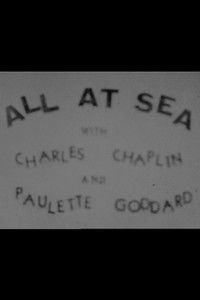 ALL AT SEA
WITH
CHARLES CHAPLIN
AND
PAULETTE GODDARD